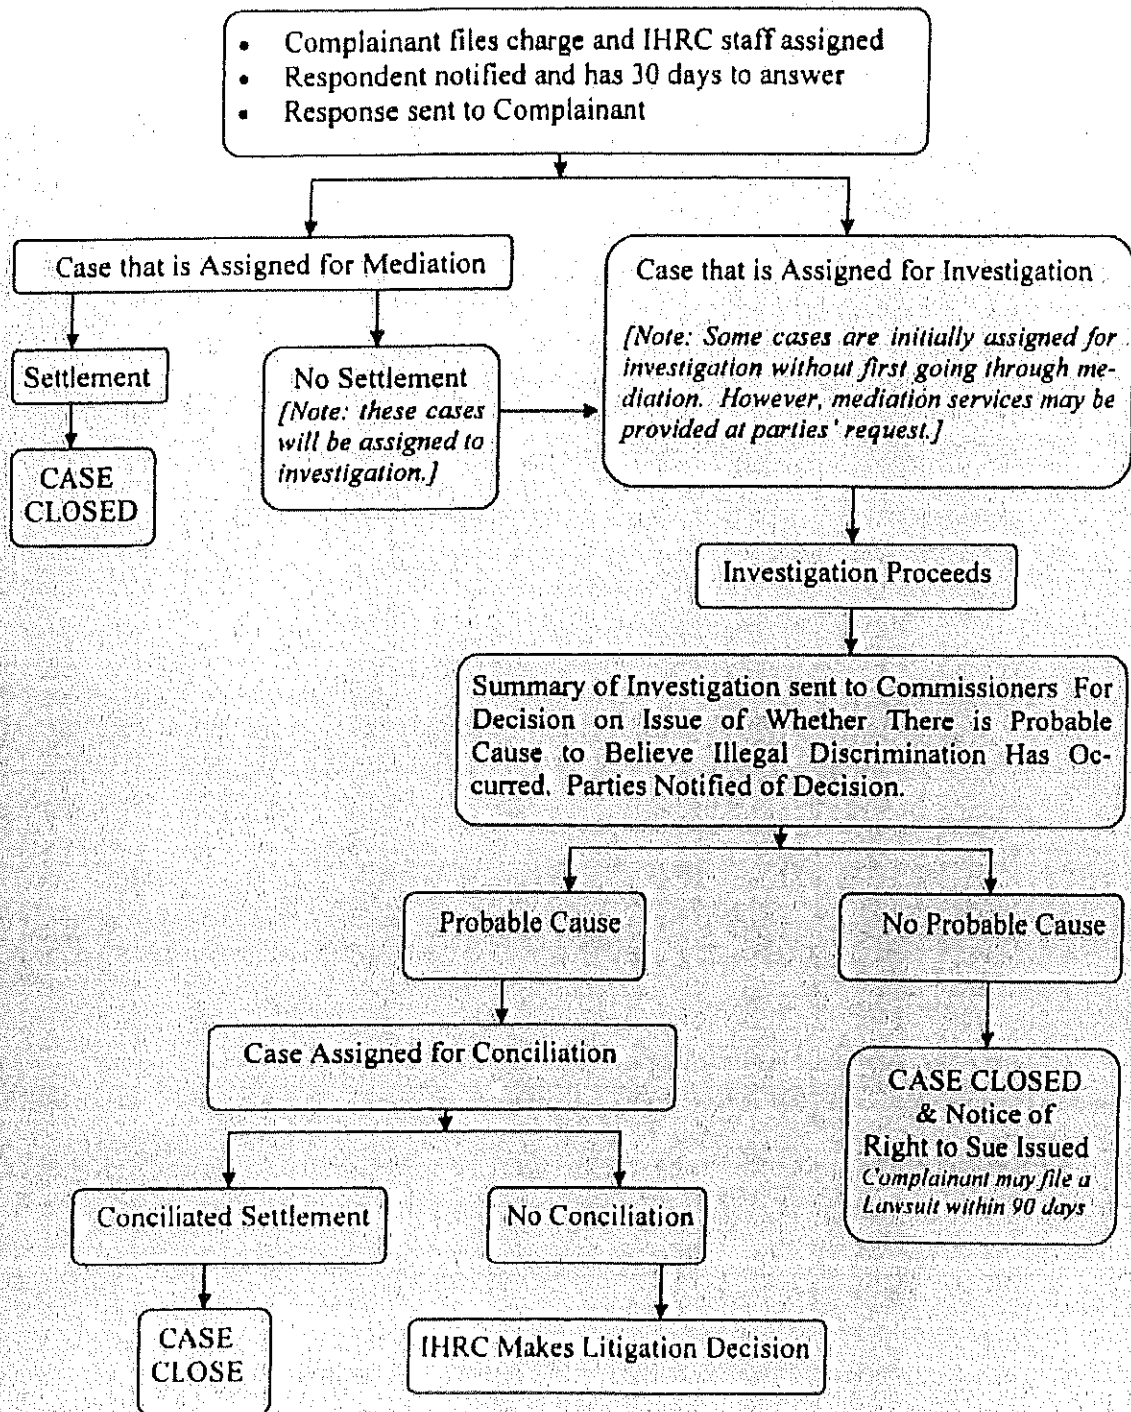 • Complainant files charge and IHRC staff assigned
• Respondent notified and has 30 days to answer
• Response sent to Complainant
Case that is Assigned for Mediation
Case that is Assigned for Investigation
[Note: Some cases are initially assigned for
investigation without first going through me-
diation. However, mediation services may be
provided at parties' request.]
Settlement
No Settlement
[Note: these cases
will be assigned to
investigation.]
CASE
CLOSED
Investigation Proceeds
Summary of Investigation sent to Commissioners For
Decision on Issue of Whether There is Probable
Cause to Believe Illegal Discrimination Has Oc-
curred. Parties Notified of Decision.
Probable Cause
No Probable Cause
Case Assigned for Conciliation
CASE CLOSED
& Notice of
Right to Sue Issued
Complainant may file a
Lawsuit within 90 days
Conciliated Settlement
No Conciliation
CASE
CLOSE
IHRC Makes Litigation Decision